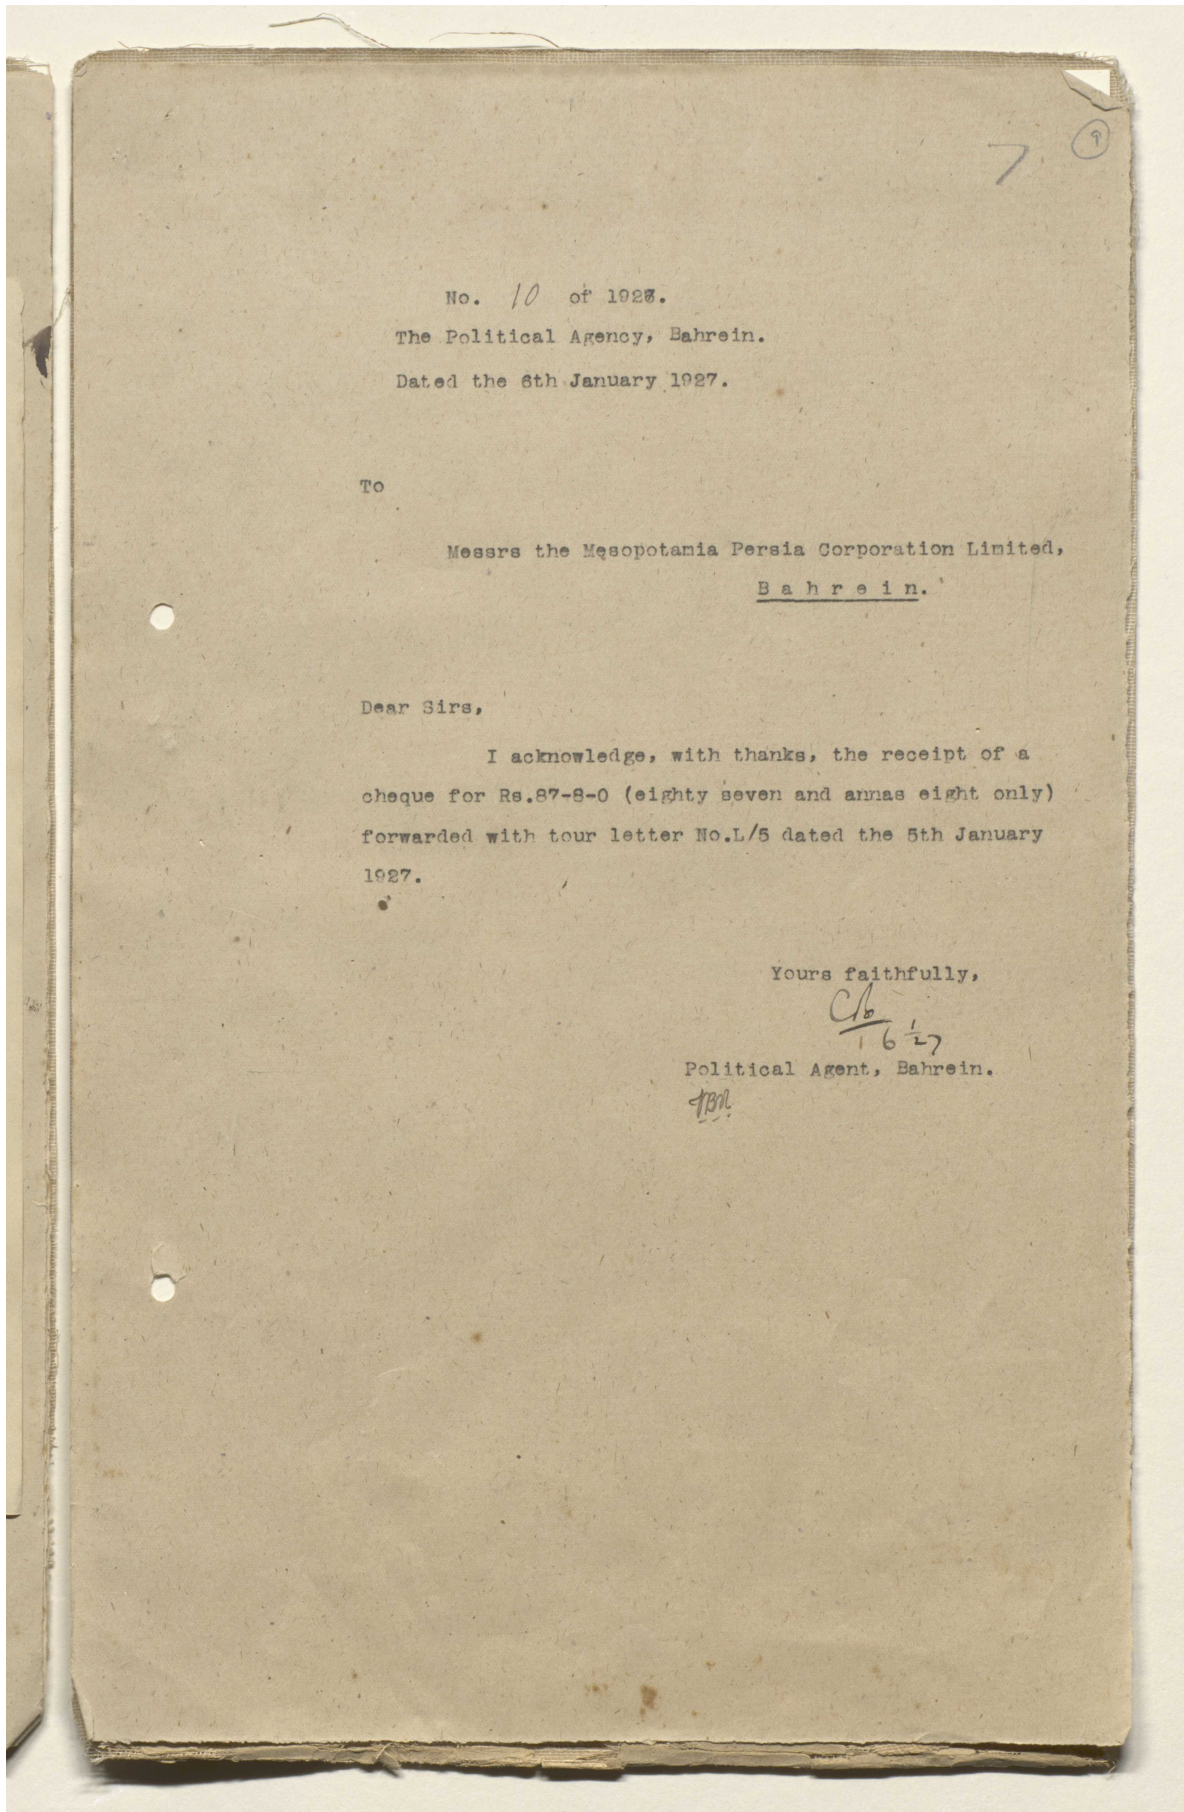 7
9
No. 10 of 1927.
The Political Agency, Bahrein.
Dated the 6th January 1927.
To
Messrs the Mesopotamia Persia Corporation Limited,
B a h r e i n.
Dear Sirs,
I acknowledge, with thanks, the receipt of a
cheque for Rs.87-8-0 (eighty seven and annas eight only)
forwarded with tour letter No.L/5 dated the 5th January
1927.
Yours faithfully,
6 1/27
Political Agent, Bahrein.